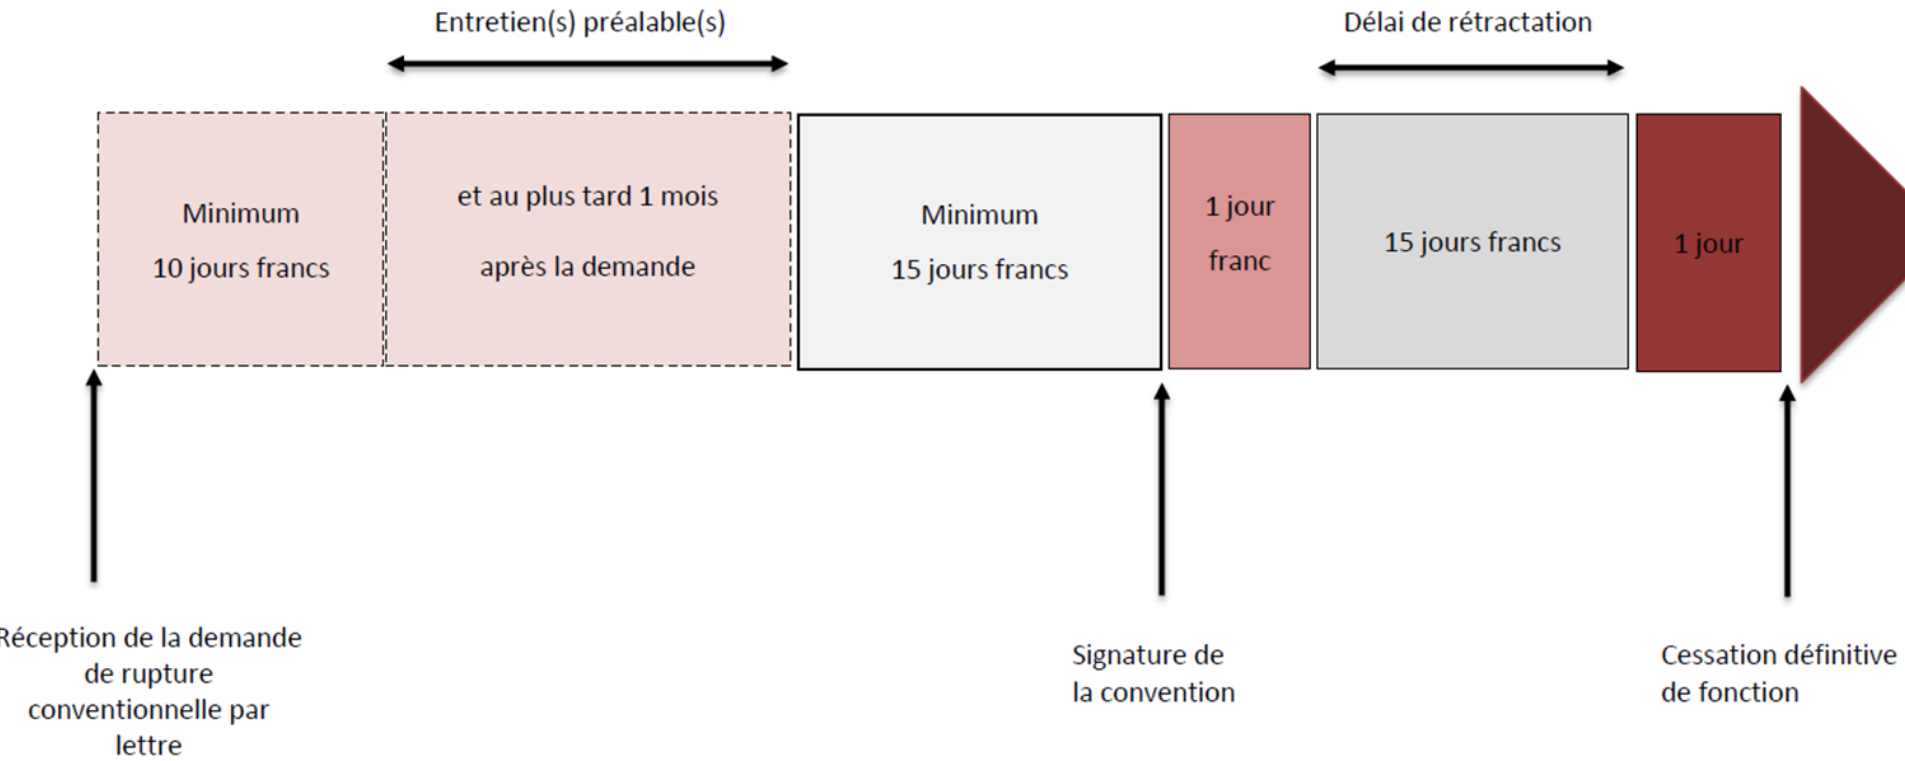 Entretien(s) préalable(s)
Délai de rétractation
Minimum
10 jours francs
et au plus tard 1 mois
après la demande
Minimum
15 jours francs
1 jour
franc
15 jours francs
1 jour
Réception de la demande
de rupture
conventionnelle par
lettre
Signature de
la convention
Cessation définitive
de fonction